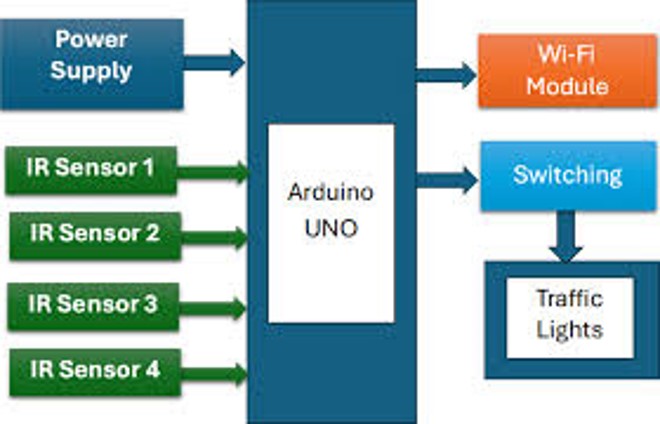 Power
Supply
IR Sensor 1
IR Sensor 2
IR Sensor 3
IR Sensor 4
Arduino
UNO
Wi-Fi
Module
Switching
Traffic
Lights